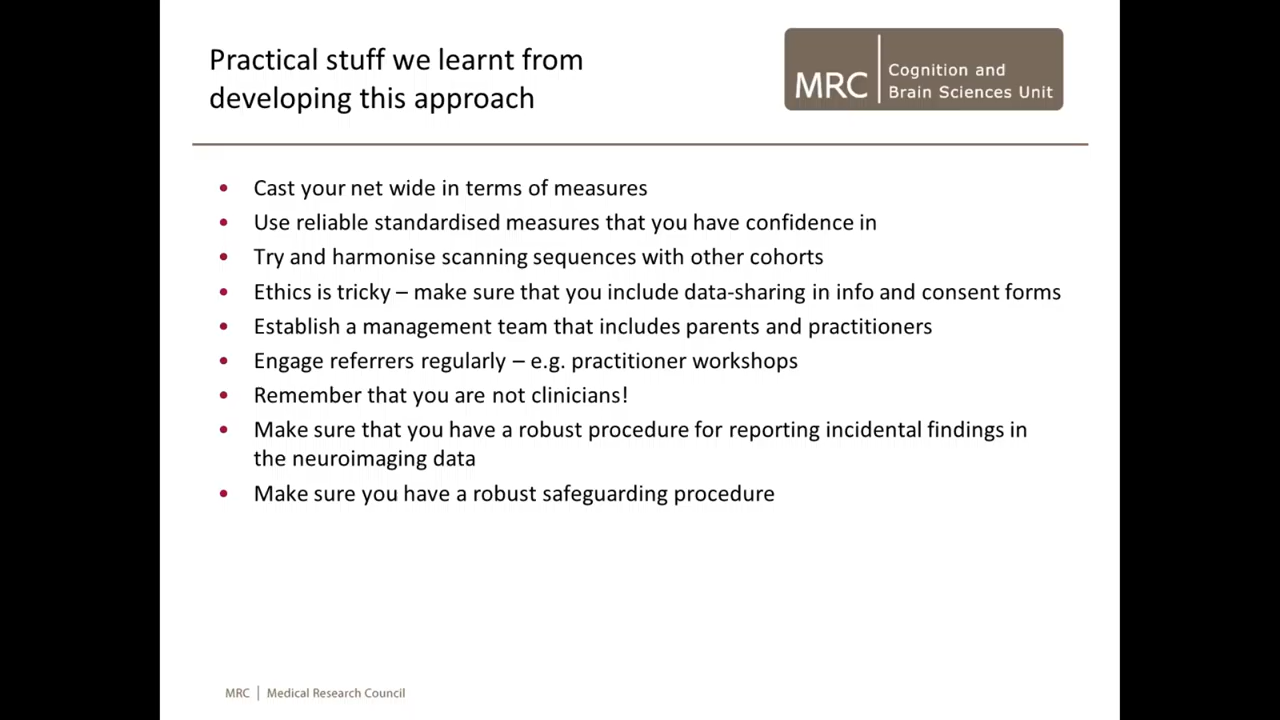 Practical stuff we learnt from
developing this approach
MRC
Cognition and
Brain Sciences Unit
• Cast your net wide in terms of measures
• Use reliable standardised measures that you have confidence in
• Try and harmonise scanning sequences with other cohorts
• Ethics is tricky – make sure that you include data-sharing in info and consent forms
• Establish a management team that includes parents and practitioners
• Engage referrers regularly – e.g. practitioner workshops
• Remember that you are not clinicians!
• Make sure that you have a robust procedure for reporting incidental findings in
the neuroimaging data
• Make sure you have a robust safeguarding procedure
MRC | Medical Research Council